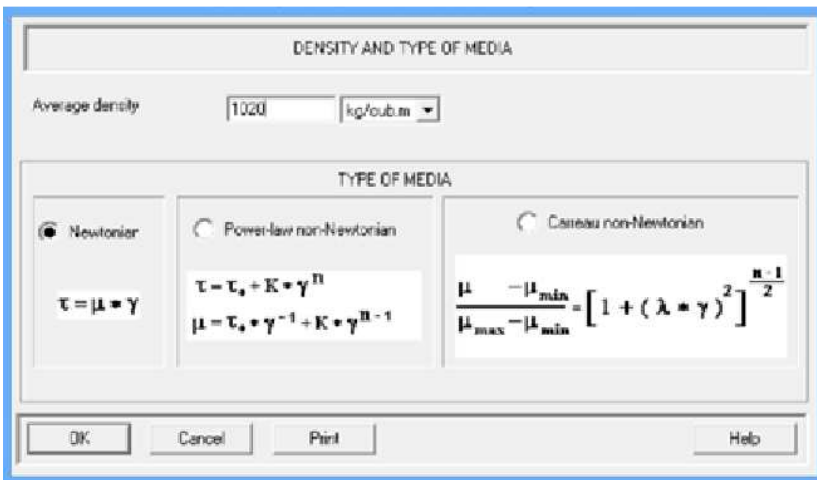 DENSITY AND TYPE OF MEDIA
Average density 1020 kg/cub.m
TYPE OF MEDIA
Newtonian
τ = μ * γ
Power-law non-Newtonian
τ = τ₀ + K * γⁿ
μ = τ₀ * γ⁻¹ + K * γⁿ⁻¹
Carreau non-Newtonian
(μ - μmin) / (μmax - μmin) = [1 + (λ * γ)²]^((n-1)/2)
OK Cancel Print Help